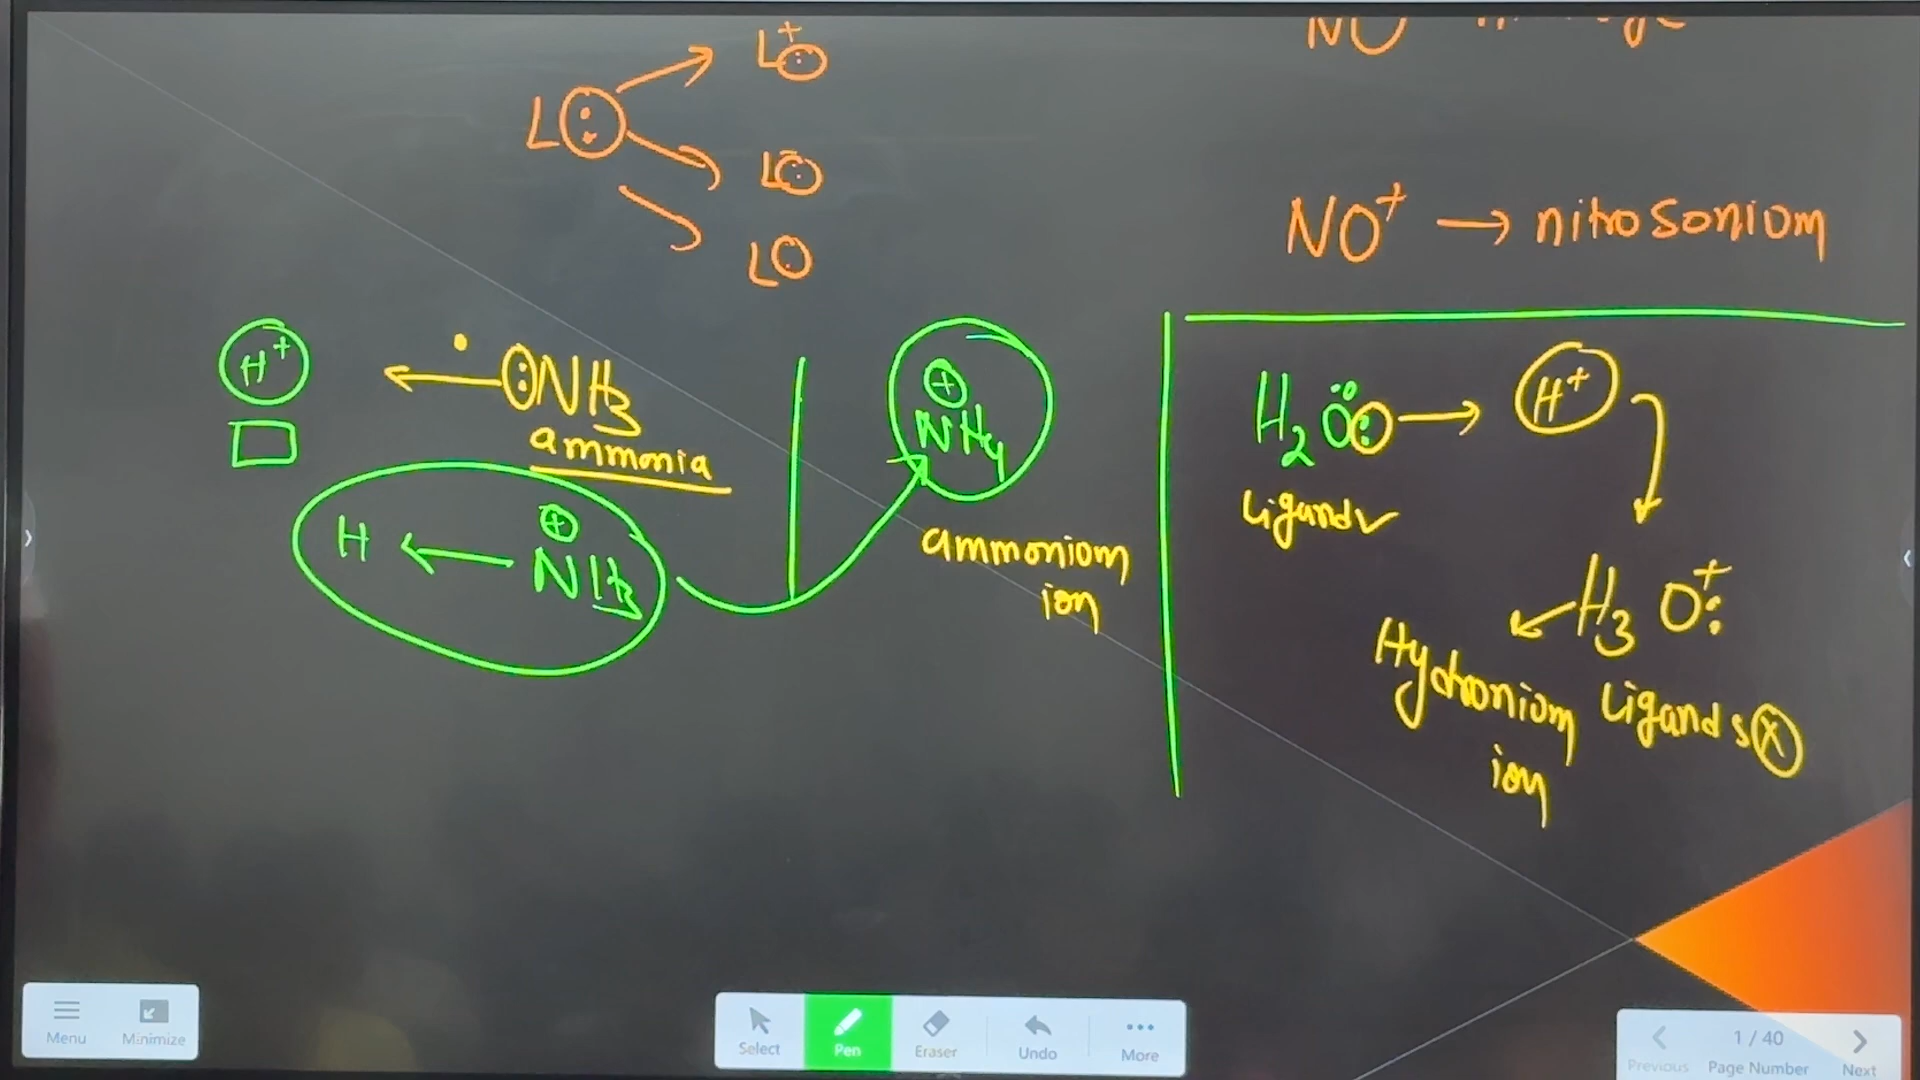 L:
L+:
L-:
L:
NO
NO+ → nitrosonium
H+ ← :NH3
ammonia
H ← ⊕NH3
⊕
NH4
ammonium
ion
H2O: → H+
Ligand✓
H3O+:
Hydronium
ion
Ligands ⓧ
Menu
Minimize
Select
Pen
Eraser
Undo
More
Previous
1 / 40
Page Number
Next